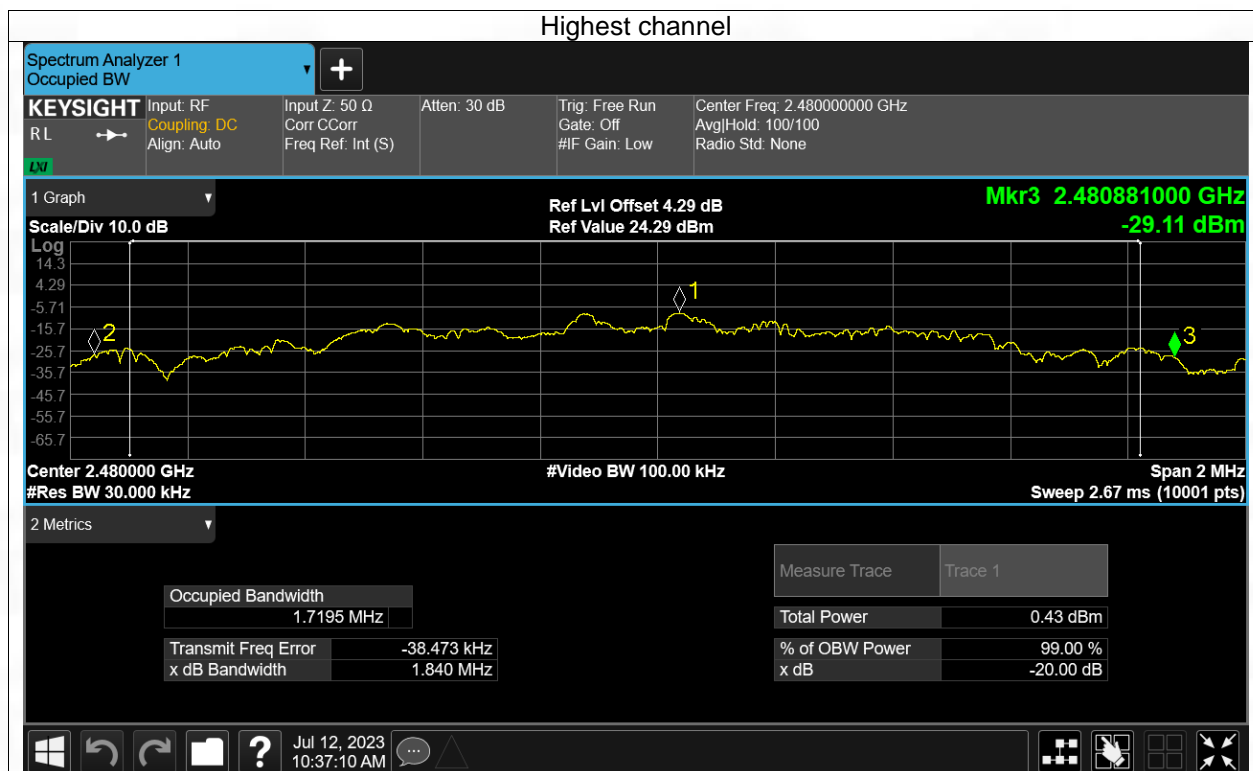 Highest channel
Spectrum Analyzer 1
Occupied BW
KEYSIGHT
R L
LXI
Input: RF
Coupling: DC
Align: Auto
Input Z: 50 Ω
Corr CCorr
Freq Ref: Int (S)
Atten: 30 dB
Trig: Free Run
Gate: Off
#IF Gain: Low
Center Freq: 2.480000000 GHz
Avg|Hold: 100/100
Radio Std: None
1 Graph
Scale/Div 10.0 dB
Ref Lvl Offset 4.29 dB
Ref Value 24.29 dBm
Mkr3 2.480881000 GHz
-29.11 dBm
Log
14.3
4.29
-5.71
-15.7
-25.7
-35.7
-45.7
-55.7
-65.7
1
2
3
Center 2.480000 GHz
#Video BW 100.00 kHz
Span 2 MHz
#Res BW 30.000 kHz
Sweep 2.67 ms (10001 pts)
2 Metrics
Measure Trace Trace 1
Occupied Bandwidth
1.7195 MHz
Total Power 0.43 dBm
Transmit Freq Error -38.473 kHz
% of OBW Power 99.00 %
x dB Bandwidth 1.840 MHz
x dB -20.00 dB
Jul 12, 2023
10:37:10 AM